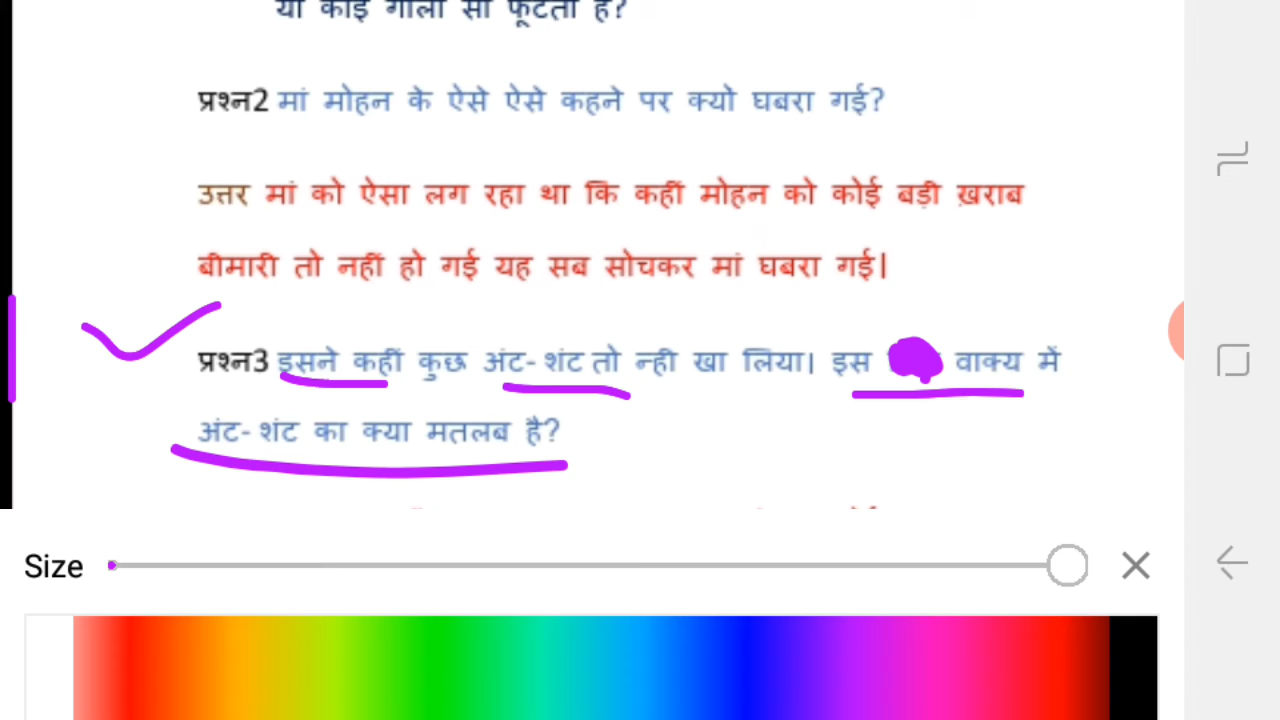 या कोई गोला सा फूटता है?
प्रश्न2 मां मोहन के ऐसे ऐसे कहने पर क्यो घबरा गई?
उत्तर मां को ऐसा लग रहा था कि कहीं मोहन को कोई बड़ी ख़राब
बीमारी तो नहीं हो गई यह सब सोचकर मां घबरा गई|
प्रश्न3 इसने कहीं कुछ अंट- शंट तो न्ही खा लिया| इस वाक्य में
अंट- शंट का क्या मतलब है?
Size